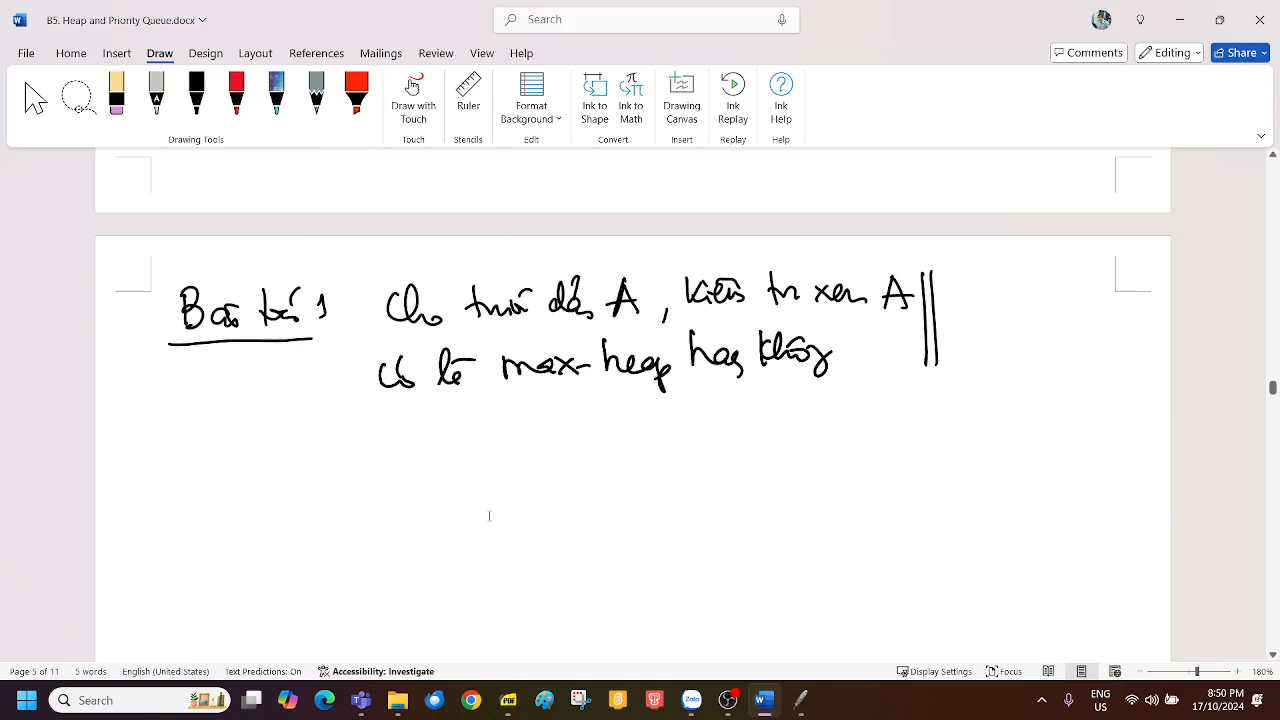 B5. Heap and Priority Queue.docx
Search
File Home Insert Draw Design Layout References Mailings Review View Help
Comments Editing Share
Draw with Touch
Ruler
Format Background
Ink to Shape
Ink to Math
Drawing Canvas
Ink Replay
Ink Help
Drawing Tools Touch Stencils Edit Convert Insert Replay Help
Bài toán 1 Cho mỗi dãy A, kiểm tra xem A
có là max-heap hay không
Page 5 of 11 5 words English (United States) Text Predictions: On Accessibility: Investigate Display Settings Focus 180%
Search
ENG
US
8:50 PM
17/10/2024